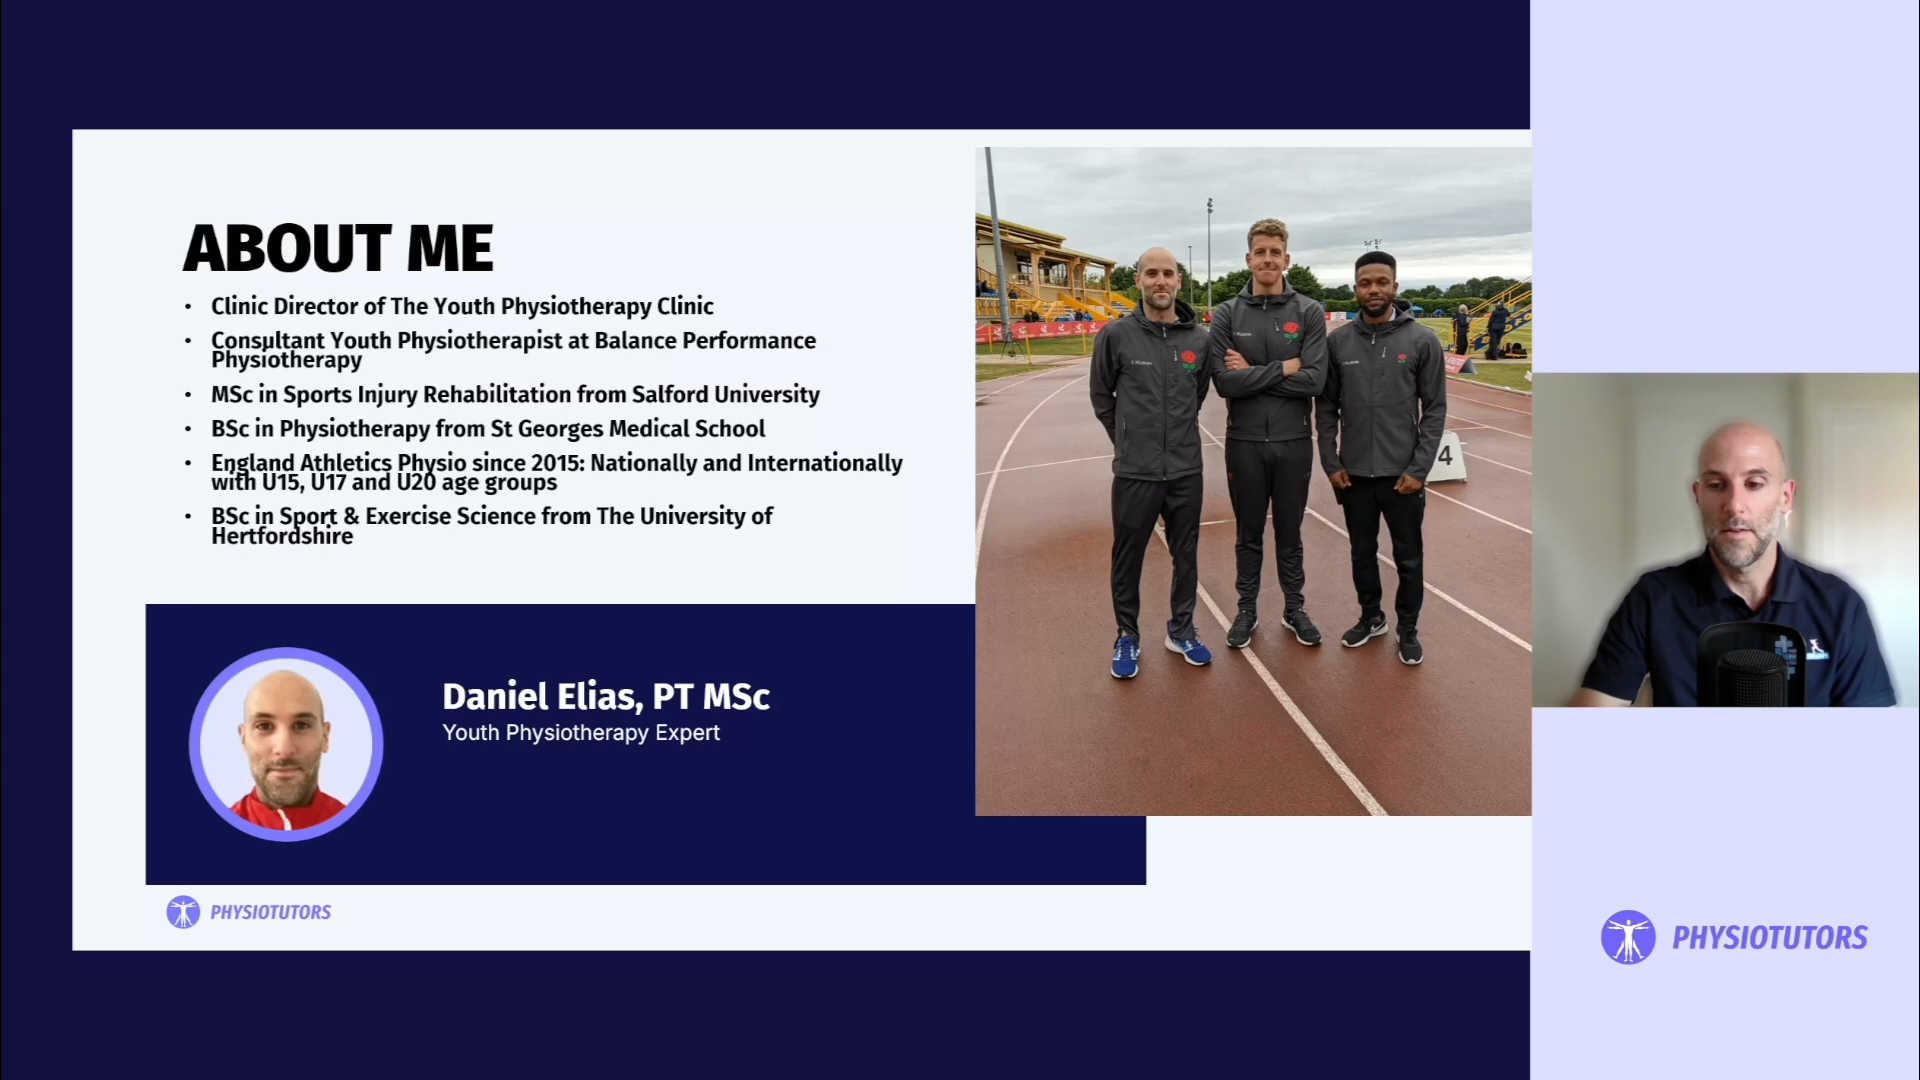 ABOUT ME
• Clinic Director of The Youth Physiotherapy Clinic
• Consultant Youth Physiotherapist at Balance Performance
Physiotherapy
• MSc in Sports Injury Rehabilitation from Salford University
• BSc in Physiotherapy from St Georges Medical School
• England Athletics Physio since 2015: Nationally and Internationally
with U15, U17 and U20 age groups
• BSc in Sport & Exercise Science from The University of
Hertfordshire
Daniel Elias, PT MSc
Youth Physiotherapy Expert
PHYSIOTUTORS
4
PHYSIOTUTORS